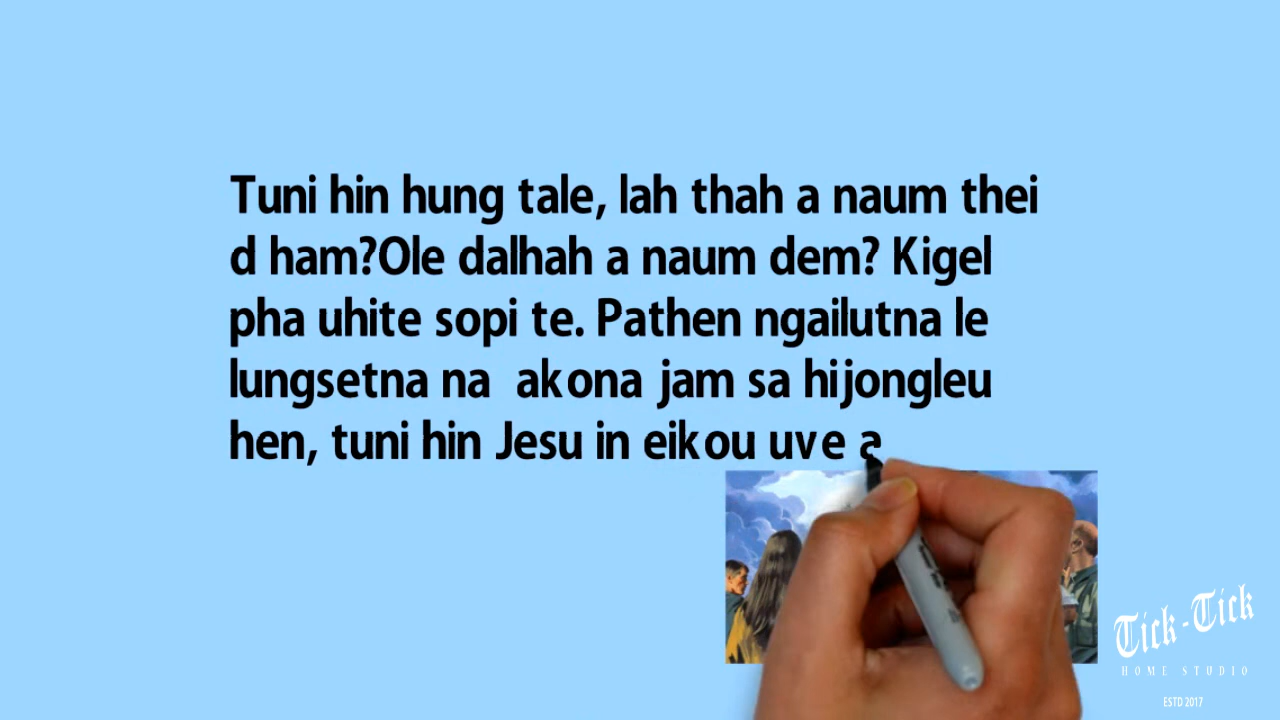 Tuni hin hung tale, lah thah a naum thei
d ham?Ole dalhah a naum dem? Kigel
pha uhite sopi te. Pathen ngailutna le
lungsetna na akona jam sa hijongleu
hen, tuni hin Jesu in eikou uve a
Tick-Tick
HOME STUDIO
ESTD 2017